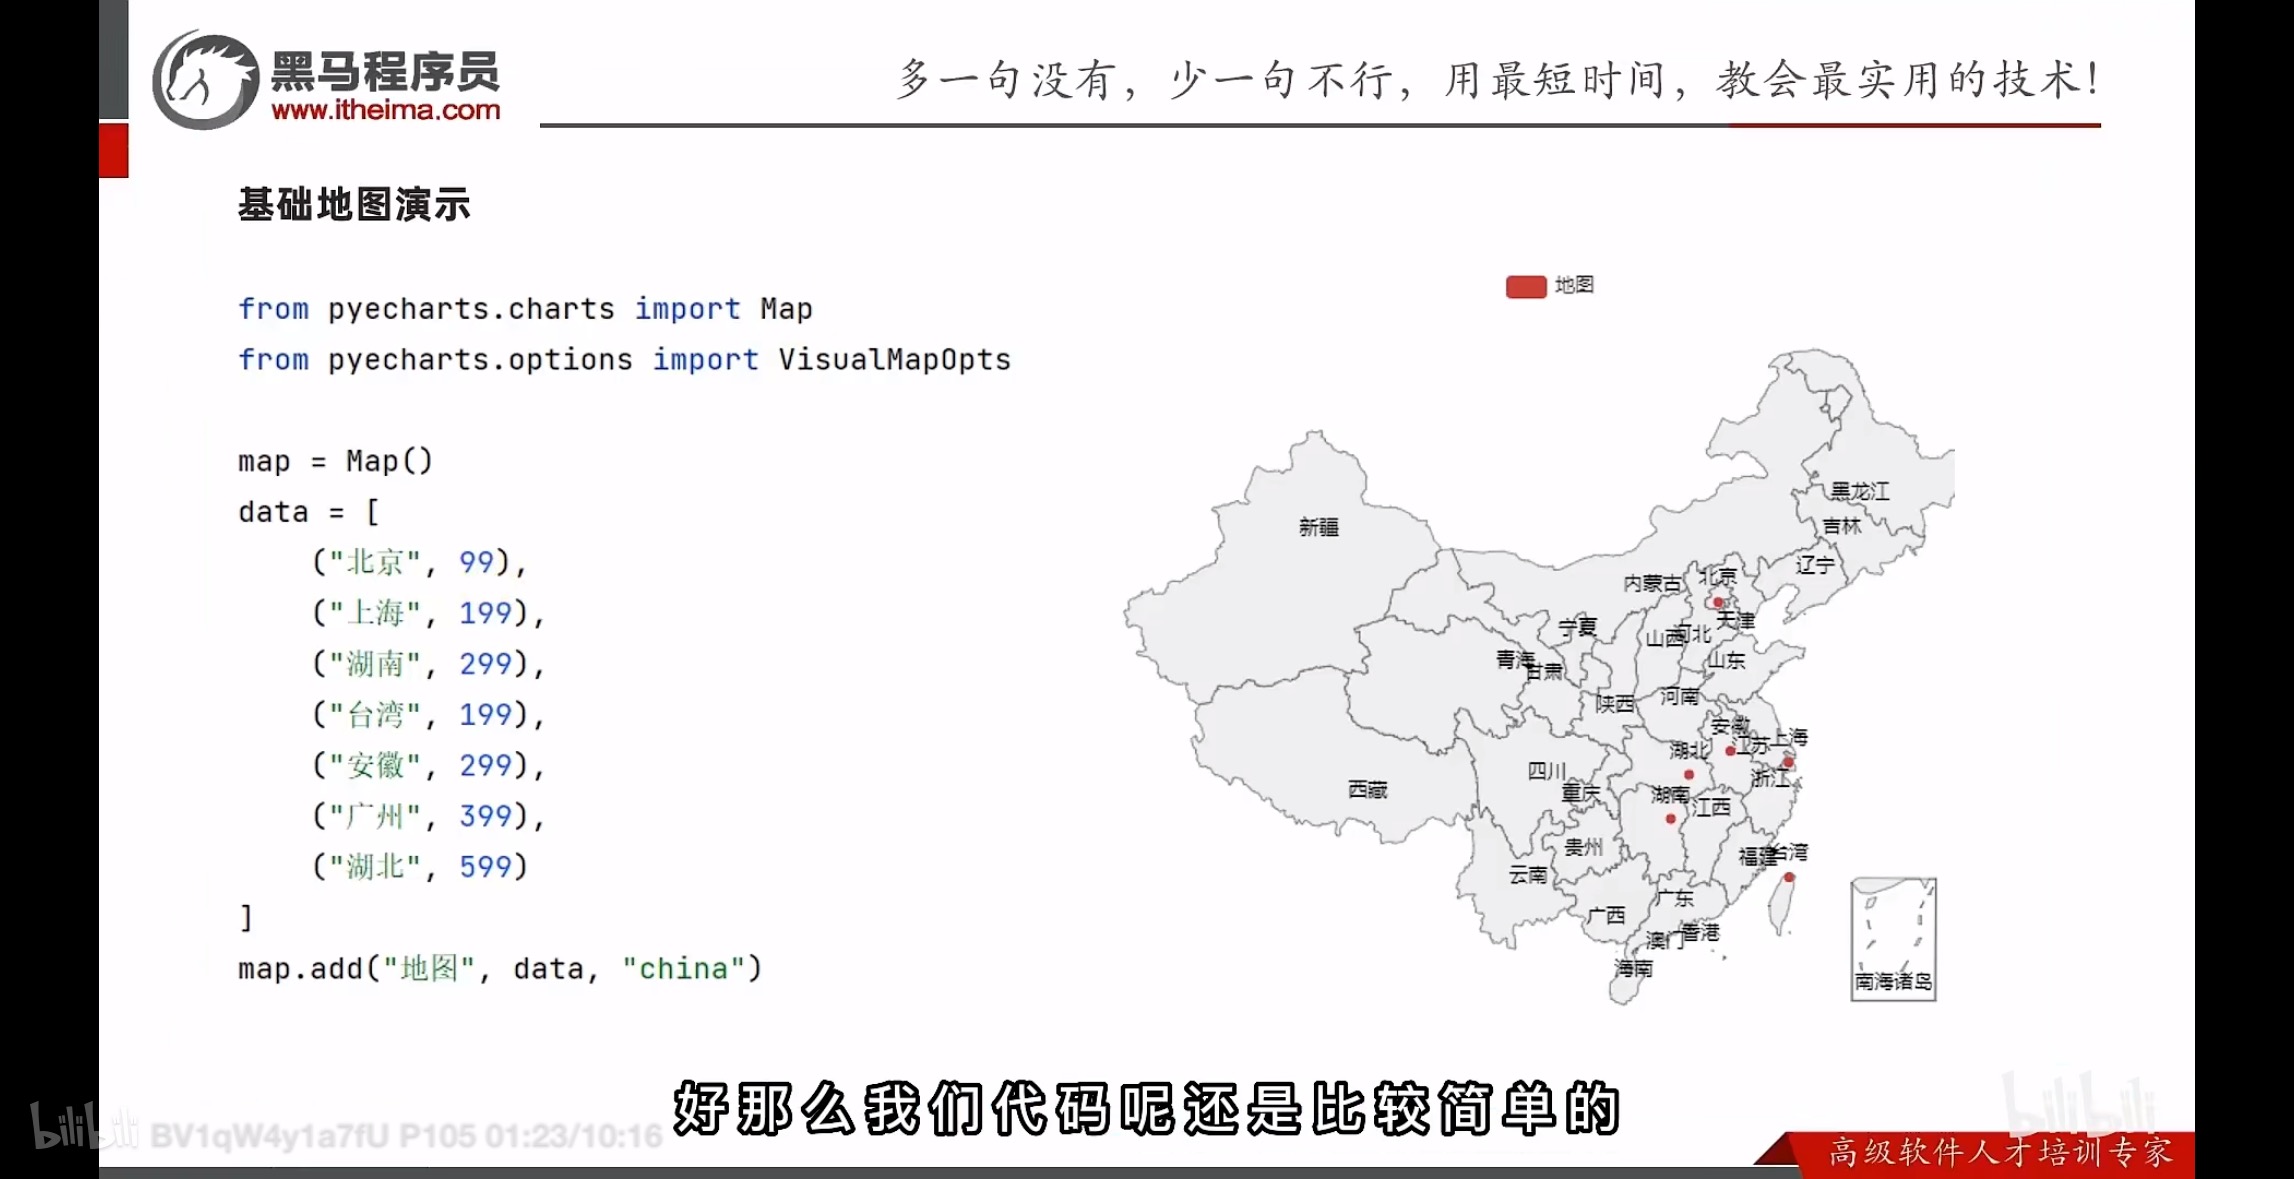 黑马程序员
www.itheima.com
多一句没有，少一句不行，用最短时间，教会最实用的技术！
基础地图演示
from pyecharts.charts import Map
from pyecharts.options import VisualMapOpts
map = Map()
data = [
("北京", 99),
("上海", 199),
("湖南", 299),
("台湾", 199),
("安徽", 299),
("广州", 399),
("湖北", 599)
]
map.add("地图", data, "china")
地图
黑龙江
吉林
新疆
辽宁
内蒙古
北京
天津
宁夏
山西
河北
青海
甘肃
山东
陕西
河南
安徽
江苏
上海
湖北
四川
浙江
西藏
重庆
湖南
江西
贵州
福建
台湾
云南
广东
广西
澳门
香港
海南
南海诸岛
好那么我们代码呢还是比较简单的
bilibili BV1qW4y1a7fU P105 01:23/10:16
bilibili
高级软件人才培训专家